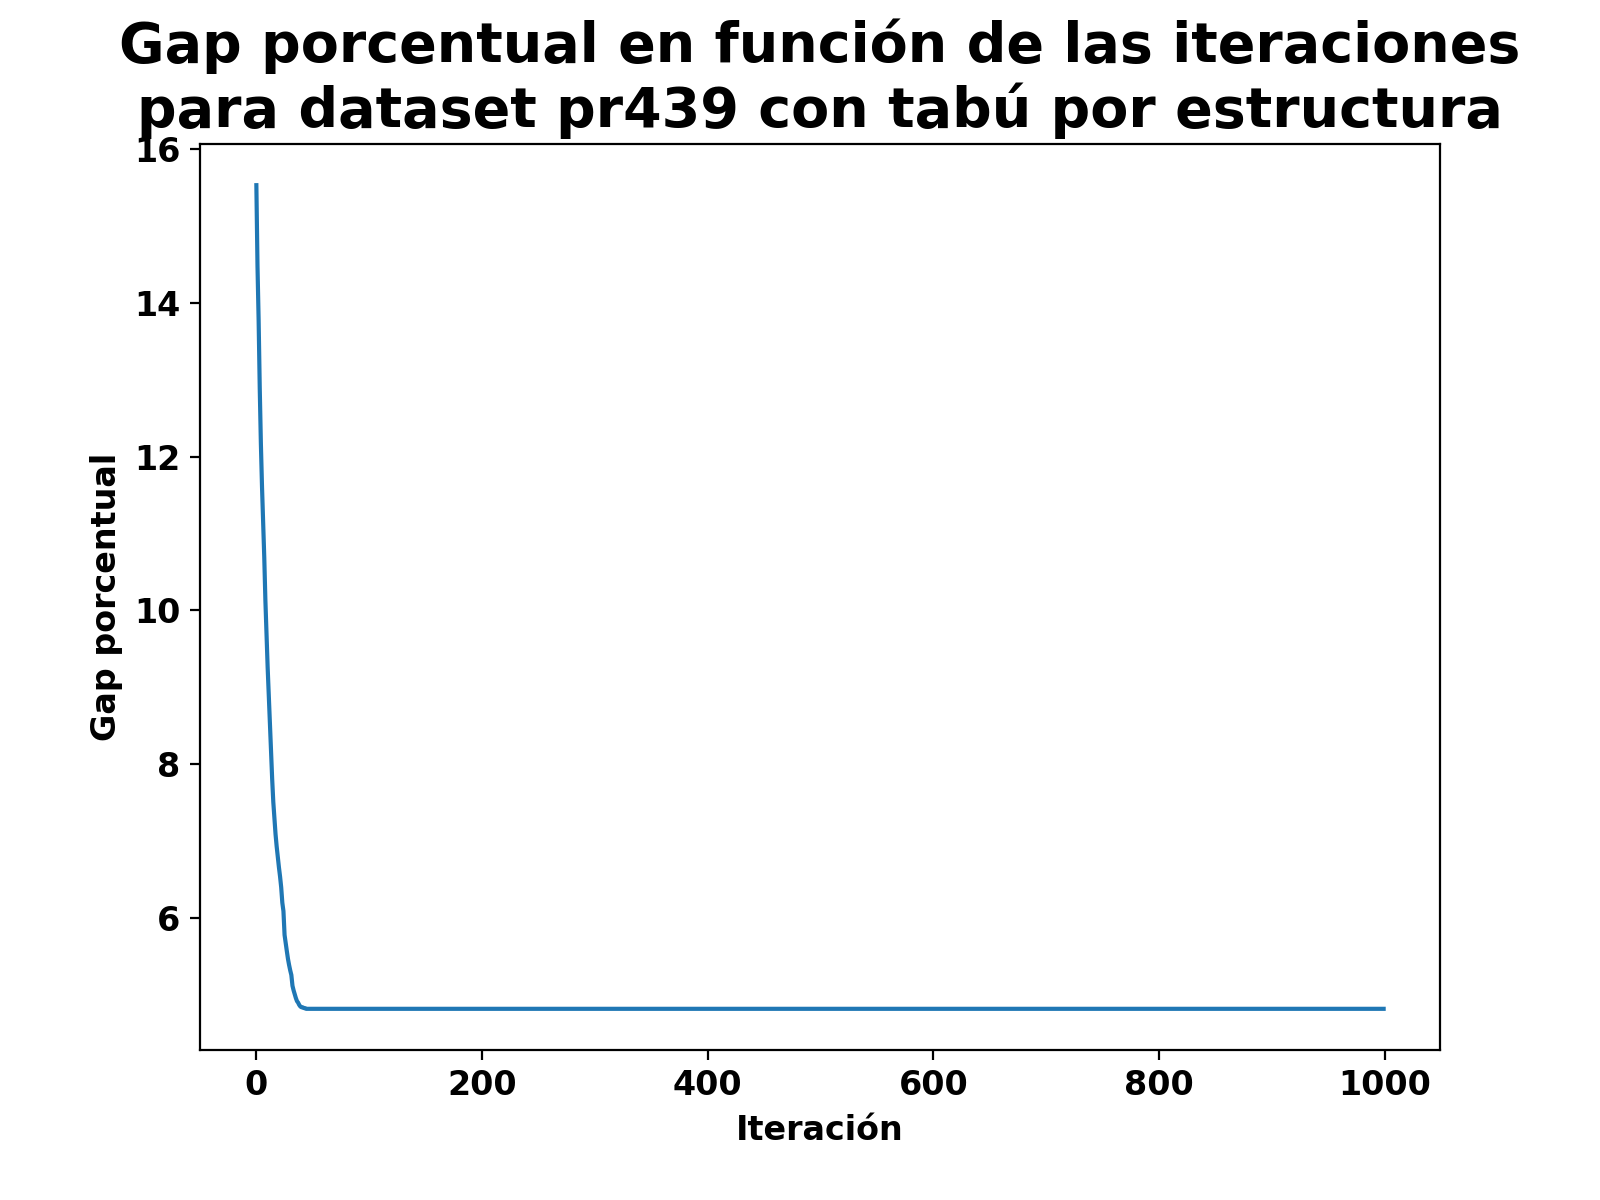 Gap porcentual en función de las iteraciones
para dataset pr439 con tabú por estructura
16
14
12
10
8
6
Gap porcentual
0 200 400 600 800 1000
Iteración